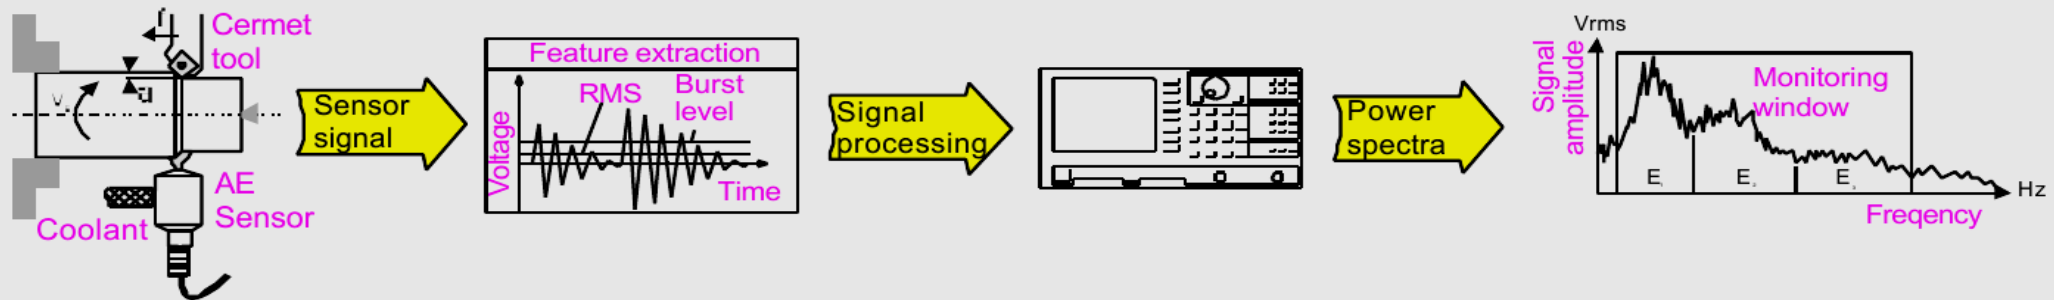 f
Cermet
tool
a
AE
Sensor
Coolant
Sensor
signal
Feature extraction
RMS
Burst
level
Voltage
Time
Signal
processing
Power
spectra
Vrms
Signal
amplitude
Monitoring
window
E
E
E
Hz
Freqency